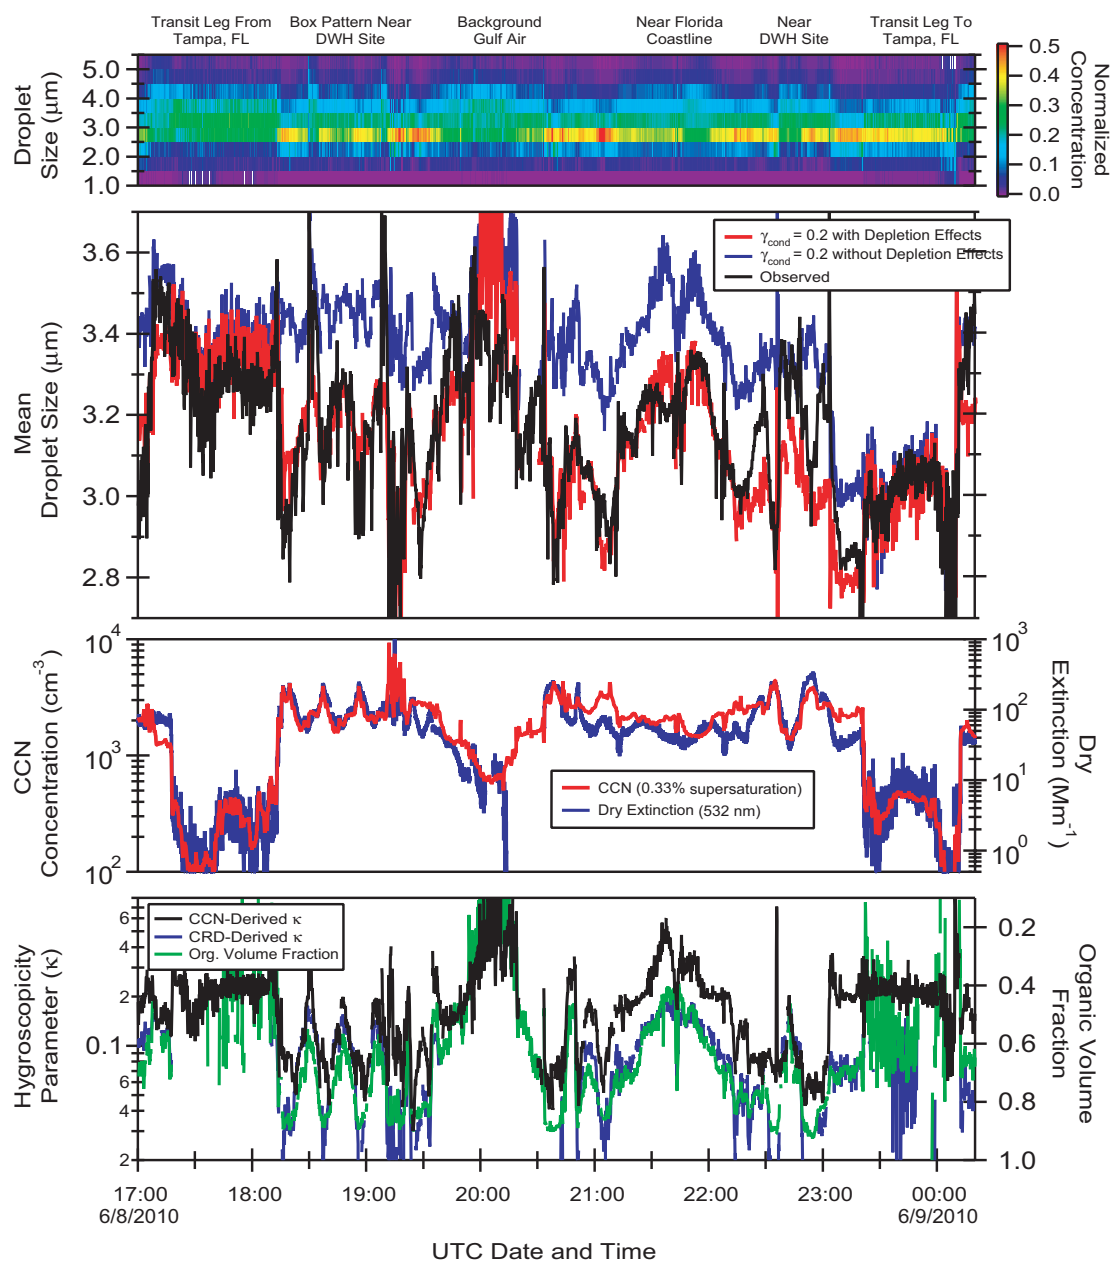 Transit Leg From
Tampa, FL
Box Pattern Near
DWH Site
Background
Gulf Air
Near Florida
Coastline
Near
DWH Site
Transit Leg To
Tampa, FL
Droplet
Size (μm)
5.0
4.0
3.0
2.0
1.0
0.5
0.4
0.3
0.2
0.1
0.0
Normalized
Concentration
Mean
Droplet Size (μm)
3.6
3.4
3.2
3.0
2.8
γcond = 0.2 with Depletion Effects
γcond = 0.2 without Depletion Effects
Observed
CCN
Concentration (cm-3)
10^4
10^3
10^2
CCN (0.33% supersaturation)
Dry Extinction (532 nm)
10^3
10^2
10^1
10^0
Dry
Extinction (Mm-1)
Hygroscopicity
Parameter (κ)
6
4
2
0.1
6
4
2
CCN-Derived κ
CRD-Derived κ
Org. Volume Fraction
0.2
0.4
0.6
0.8
1.0
Organic Volume
Fraction
17:00
18:00
19:00
20:00
21:00
22:00
23:00
00:00
6/8/2010
6/9/2010
UTC Date and Time